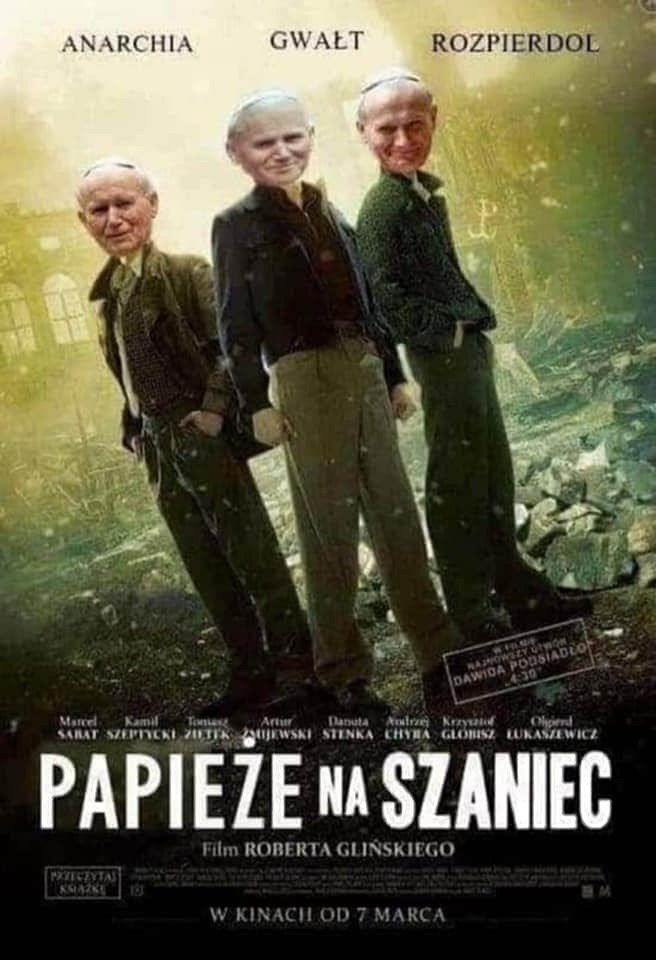 ANARCHIA GWAŁT ROZPIERDOL
W FILMIE
NAJNOWSZY UTWÓR
DAWIDA PODSIADŁO
4:30
Marcel Kamil Tomasz Artur Danuta Andrzej Krzysztof Olgierd
SABAT SZEPTYCKI ZIĘTEK ŻMIJEWSKI STENKA CHYRA GLOBISZ ŁUKASZEWICZ
PAPIEŻE NA SZANIEC
Film ROBERTA GLIŃSKIEGO
PRZECZYTAJ
KSIĄŻKĘ
W KINACH OD 7 MARCA